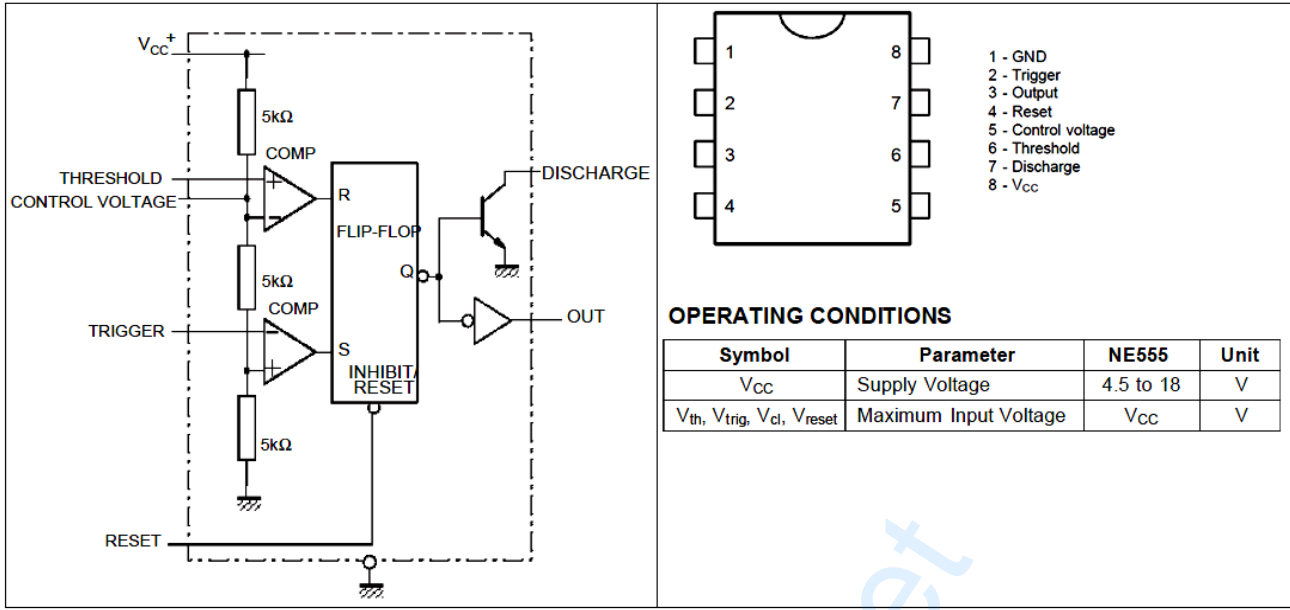 VCC+
5kΩ
COMP
THRESHOLD
CONTROL VOLTAGE
R
FLIP-FLOP
DISCHARGE
Q
5kΩ
COMP
TRIGGER
OUT
S
INHIBIT/
RESET
5kΩ
RESET
1 8
2 7
3 6
4 5
1 - GND
2 - Trigger
3 - Output
4 - Reset
5 - Control voltage
6 - Threshold
7 - Discharge
8 - VCC
OPERATING CONDITIONS
Symbol Parameter NE555 Unit
VCC Supply Voltage 4.5 to 18 V
Vth, Vtrig, Vcl, Vreset Maximum Input Voltage VCC V
et